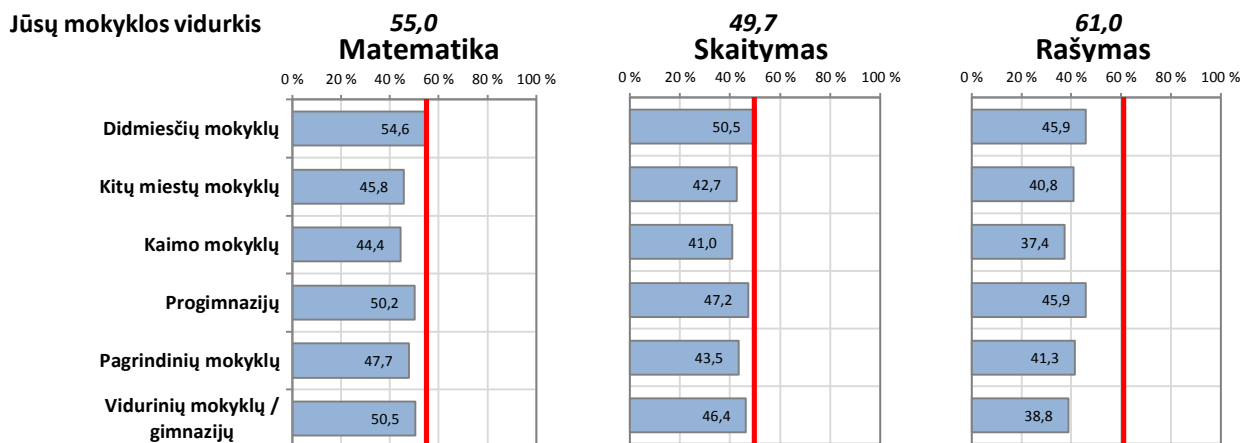 Jūsų mokyklos vidurkis 55,0 49,7 61,0
Matematika Skaitymas Rašymas
0 % 20 % 40 % 60 % 80 % 100 % 0 % 20 % 40 % 60 % 80 % 100 % 0 % 20 % 40 % 60 % 80 % 100 %
Didmiesčių mokyklų 54,6 50,5 45,9
Kitų miestų mokyklų 45,8 42,7 40,8
Kaimo mokyklų 44,4 41,0 37,4
Progimnazijų 50,2 47,2 45,9
Pagrindinių mokyklų 47,7 43,5 41,3
Vidurinių mokyklų /
gimnazijų 50,5 46,4 38,8